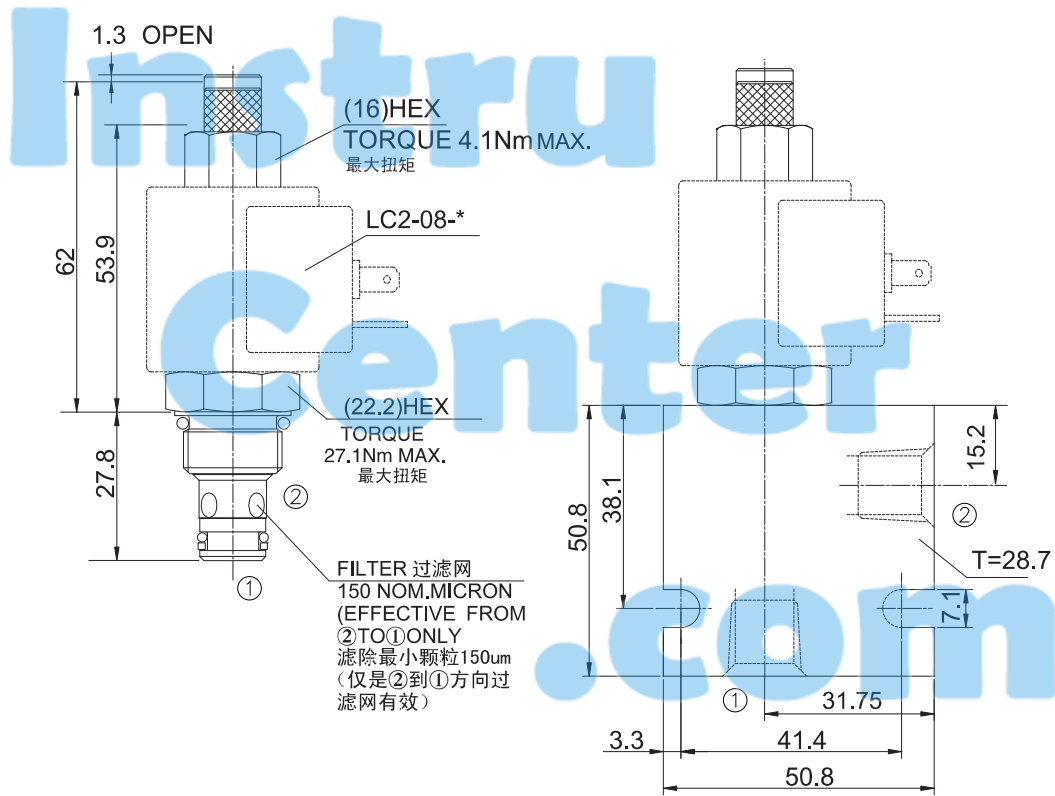 Instru
Center
.com
1.3 OPEN
(16)HEX
TORQUE 4.1Nm MAX.
最大扭矩
LC2-08-*
62
53.9
(22.2)HEX
TORQUE
27.1Nm MAX.
最大扭矩
27.8
②
①
FILTER 过滤网
150 NOM.MICRON
(EFFECTIVE FROM
②TO①ONLY
滤除最小颗粒150um
（仅是②到①方向过
滤网有效）
15.2
38.1
50.8
②
T=28.7
7.1
①
31.75
3.3
41.4
50.8